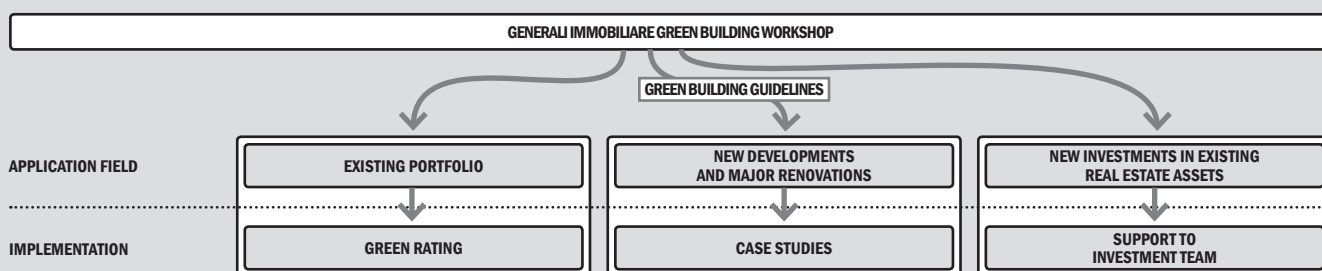 GENERALI IMMOBILIARE GREEN BUILDING WORKSHOP
GREEN BUILDING GUIDELINES
APPLICATION FIELD
EXISTING PORTFOLIO
NEW DEVELOPMENTS
AND MAJOR RENOVATIONS
NEW INVESTMENTS IN EXISTING
REAL ESTATE ASSETS
IMPLEMENTATION
GREEN RATING
CASE STUDIES
SUPPORT TO
INVESTMENT TEAM